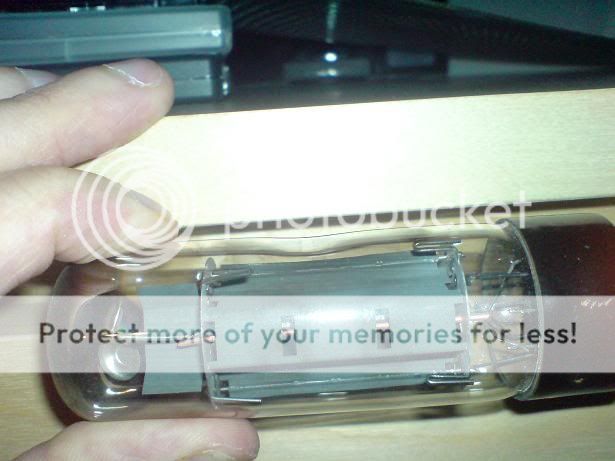 photobucket
Protect more of your memories for less!